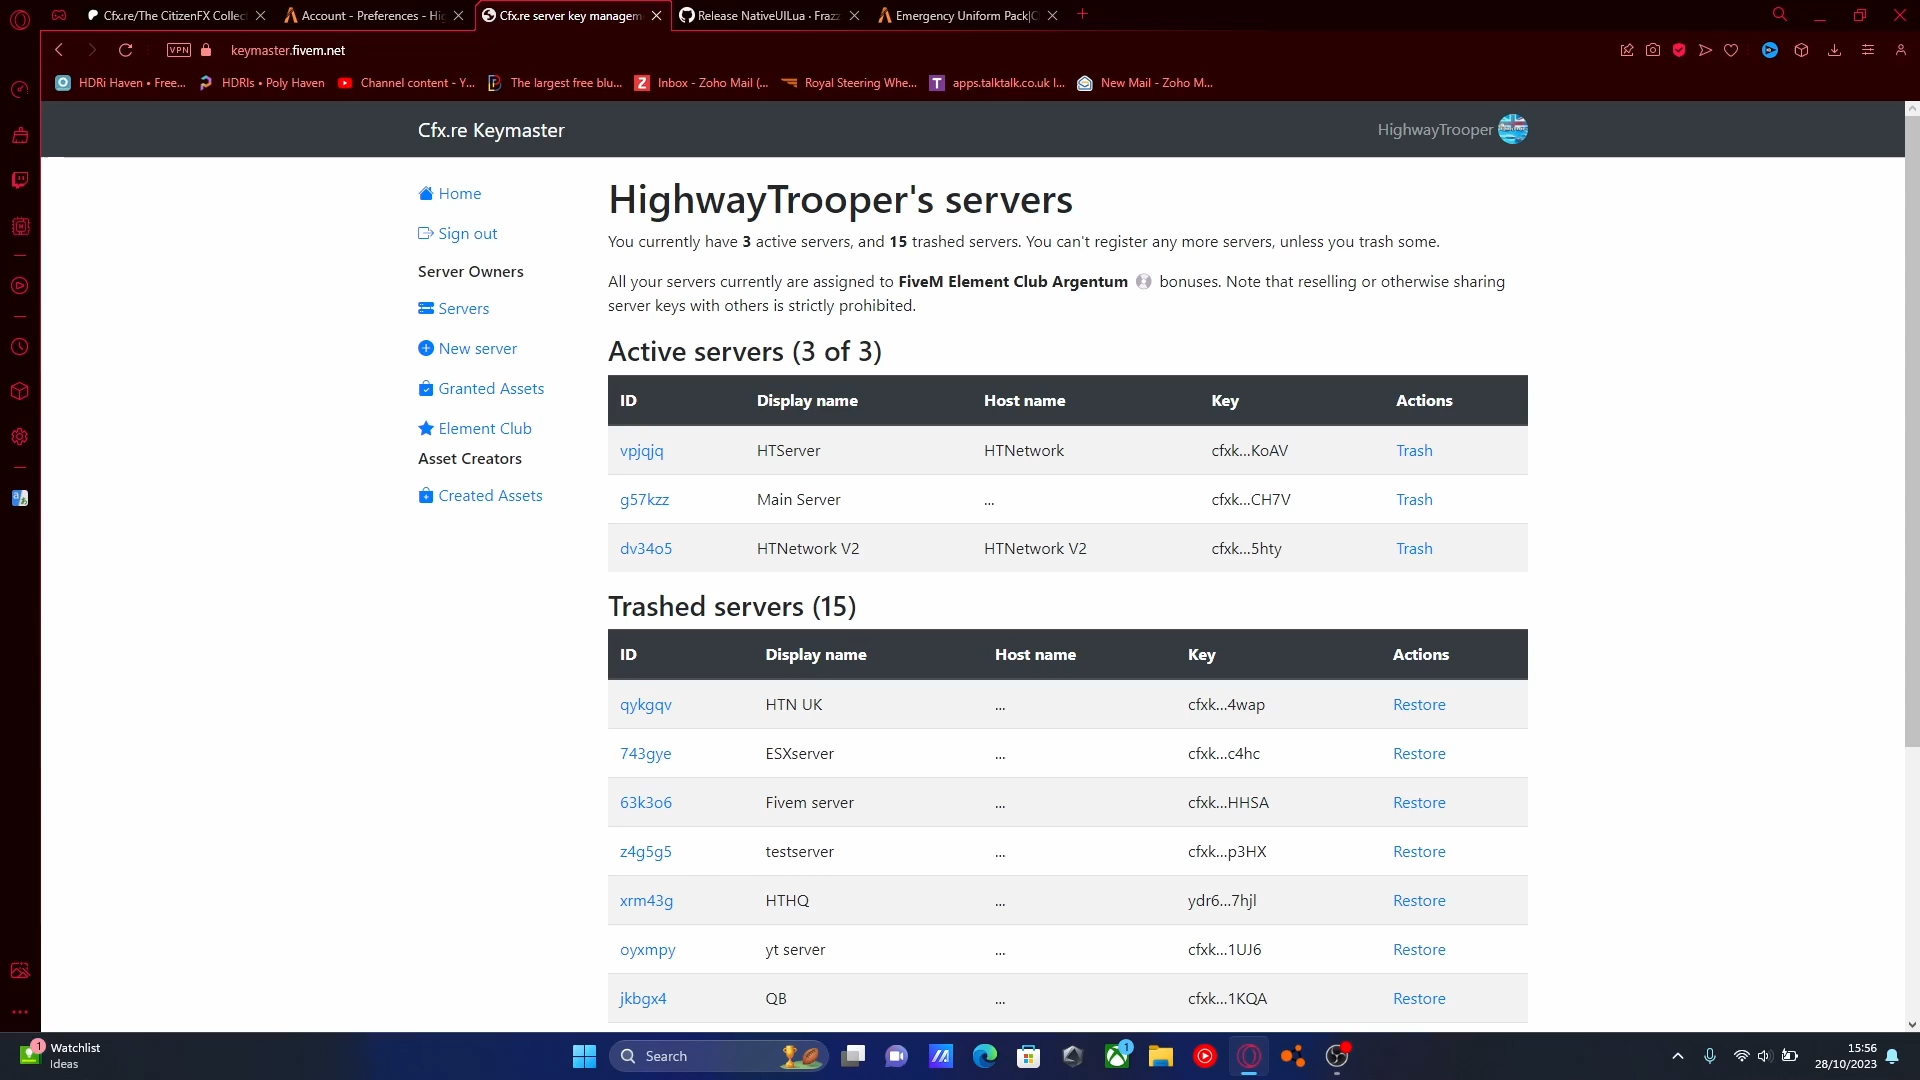 Cfx.re/The CitizenFX Collec
Account - Preferences - Hig
Cfx.re server key managem
Release NativeUILua · Fraz
Emergency Uniform Pack|C
VPN
keymaster.fivem.net
HDRi Haven • Free...
HDRIs • Poly Haven
Channel content - Y...
The largest free blu...
Inbox - Zoho Mail (...
Royal Steering Whe...
apps.talktalk.co.uk l...
New Mail - Zoho M...
Cfx.re Keymaster
HighwayTrooper
Home
Sign out
Server Owners
Servers
New server
Granted Assets
Element Club
Asset Creators
Created Assets
HighwayTrooper's servers
You currently have 3 active servers, and 15 trashed servers. You can't register any more servers, unless you trash some.
All your servers currently are assigned to FiveM Element Club Argentum bonuses. Note that reselling or otherwise sharing
server keys with others is strictly prohibited.
Active servers (3 of 3)
ID Display name Host name Key Actions
vpjqjq HTServer HTNetwork cfxk...KoAV Trash
g57kzz Main Server ... cfxk...CH7V Trash
dv34o5 HTNetwork V2 HTNetwork V2 cfxk...5hty Trash
Trashed servers (15)
ID Display name Host name Key Actions
qykgqv HTN UK ... cfxk...4wap Restore
743gye ESXserver ... cfxk...c4hc Restore
63k3o6 Fivem server ... cfxk...HHSA Restore
z4g5g5 testserver ... cfxk...p3HX Restore
xrm43g HTHQ ... ydr6...7hjl Restore
oyxmpy yt server ... cfxk...1UJ6 Restore
jkbgx4 QB ... cfxk...1KQA Restore
1
Watchlist
Ideas
Search
1
15:56
28/10/2023